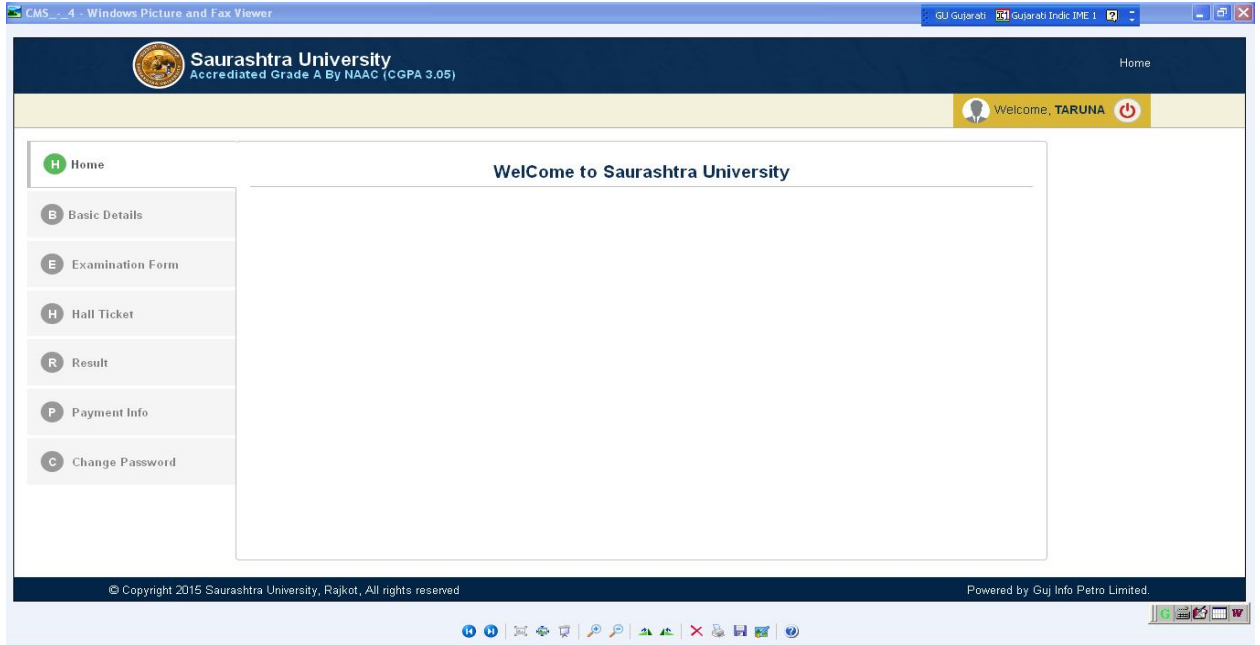 CMS_-_4 - Windows Picture and Fax Viewer
GU Gujarati Gujarati Indic IME 1
Saurashtra University
Accrediated Grade A By NAAC (CGPA 3.05)
Home
Welcome, TARUNA
H Home
B Basic Details
E Examination Form
H Hall Ticket
R Result
P Payment Info
C Change Password
WelCome to Saurashtra University
© Copyright 2015 Saurashtra University, Rajkot, All rights reserved
Powered by Guj Info Petro Limited.
G W